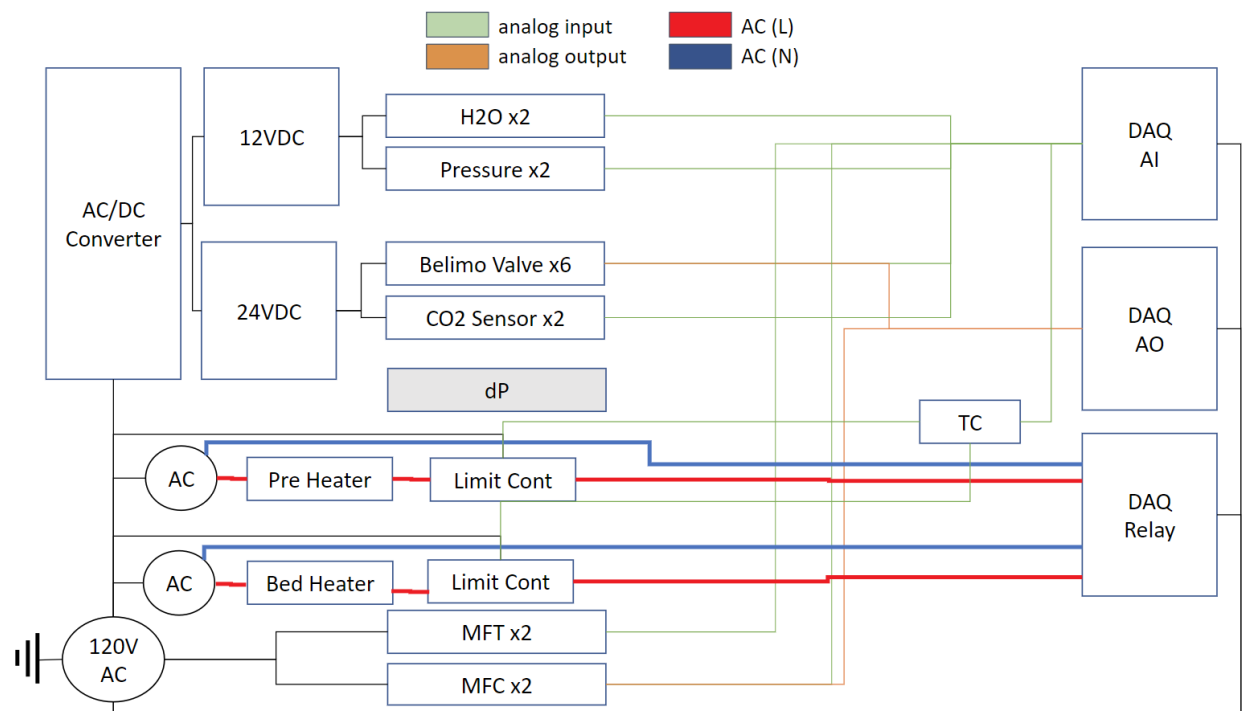 analog input
AC (L)
analog output
AC (N)
AC/DC
Converter
12VDC
24VDC
H2O x2
Pressure x2
Belimo Valve x6
CO2 Sensor x2
dP
DAQ
AI
DAQ
AO
TC
AC
Pre Heater
Limit Cont
DAQ
Relay
AC
Bed Heater
Limit Cont
120V
AC
MFT x2
MFC x2